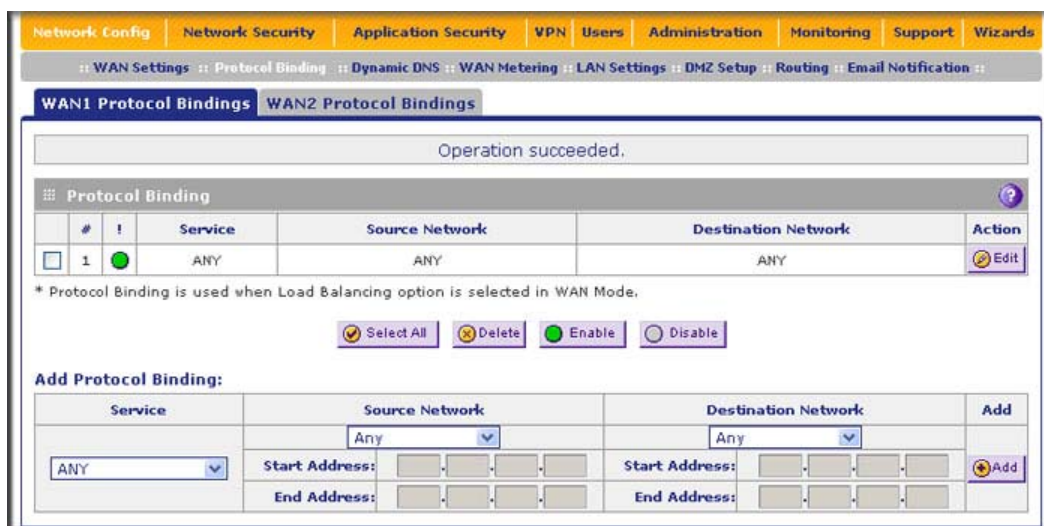 Network Config Network Security Application Security VPN Users Administration Monitoring Support Wizards
:: WAN Settings :: Protocol Binding :: Dynamic DNS :: WAN Metering :: LAN Settings :: DMZ Setup :: Routing :: Email Notification ::
WAN1 Protocol Bindings WAN2 Protocol Bindings
Operation succeeded.
Protocol Binding ?
# ! Service Source Network Destination Network Action
1 ANY ANY ANY Edit
* Protocol Binding is used when Load Balancing option is selected in WAN Mode.
Select All Delete Enable Disable
Add Protocol Binding:
Service Source Network Destination Network Add
Any Any
ANY Start Address: . . . Start Address: . . . Add
End Address: . . . End Address: . . .